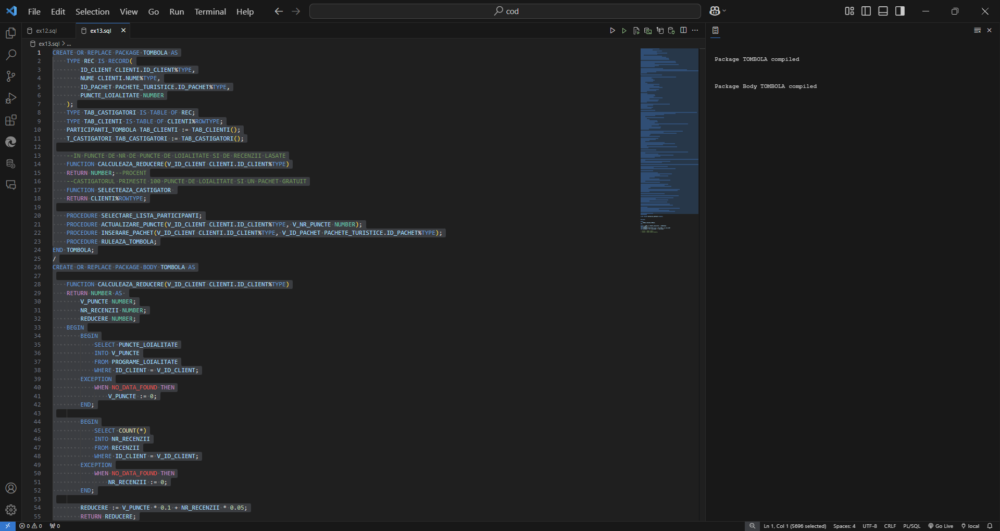 File Edit Selection View Go Run Terminal Help
cod
ex12.sql
ex13.sql
ex13.sql > ...
1 CREATE OR REPLACE PACKAGE TOMBOLA AS
2 TYPE REC IS RECORD(
3 ID_CLIENT CLIENTI.ID_CLIENT%TYPE,
4 NUME CLIENTI.NUME%TYPE,
5 ID_PACHET PACHETE_TURISTICE.ID_PACHET%TYPE,
6 PUNCTE_LOIALITATE NUMBER
7 );
8 TYPE TAB_CASTIGATORI IS TABLE OF REC;
9 TYPE TAB_CLIENTI IS TABLE OF CLIENTI%ROWTYPE;
10 PARTICIPANTI_TOMBOLA TAB_CLIENTI := TAB_CLIENTI();
11 T_CASTIGATORI TAB_CASTIGATORI := TAB_CASTIGATORI();
12
13 --IN FUNCTE DE NR DE PUNCTE DE LOIALITATE SI DE RECENZII LASATE
14 FUNCTION CALCULEAZA_REDUCERE(V_ID_CLIENT CLIENTI.ID_CLIENT%TYPE)
15 RETURN NUMBER;--PROCENT
16 --CASTIGATORUL PRIMESTE 100 PUNCTE DE LOIALITATE SI UN PACHET GRATUIT
17 FUNCTION SELECTEAZA_CASTIGATOR
18 RETURN CLIENTI%ROWTYPE;
19
20 PROCEDURE SELECTARE_LISTA_PARTICIPANTI;
21 PROCEDURE ACTUALIZARE_PUNCTE(V_ID_CLIENT CLIENTI.ID_CLIENT%TYPE, V_NR_PUNCTE NUMBER);
22 PROCEDURE INSERARE_PACHET(V_ID_CLIENT CLIENTI.ID_CLIENT%TYPE, V_ID_PACHET PACHETE_TURISTICE.ID_PACHET%TYPE);
23 PROCEDURE RULEAZA_TOMBOLA;
24 END TOMBOLA;
25 /
26 CREATE OR REPLACE PACKAGE BODY TOMBOLA AS
27
28 FUNCTION CALCULEAZA_REDUCERE(V_ID_CLIENT CLIENTI.ID_CLIENT%TYPE)
29 RETURN NUMBER AS
30 V_PUNCTE NUMBER;
31 NR_RECENZII NUMBER;
32 REDUCERE NUMBER;
33 BEGIN
34 BEGIN
35 SELECT PUNCTE_LOIALITATE
36 INTO V_PUNCTE
37 FROM PROGRAME_LOIALITATE
38 WHERE ID_CLIENT = V_ID_CLIENT;
39 EXCEPTION
40 WHEN NO_DATA_FOUND THEN
41 V_PUNCTE := 0;
42 END;
43
44 BEGIN
45 SELECT COUNT(*)
46 INTO NR_RECENZII
47 FROM RECENZII
48 WHERE ID_CLIENT = V_ID_CLIENT;
49 EXCEPTION
50 WHEN NO_DATA_FOUND THEN
51 NR_RECENZII := 0;
52 END;
53
54 REDUCERE := V_PUNCTE * 0.1 + NR_RECENZII * 0.05;
55 RETURN REDUCERE;
Package TOMBOLA compiled
Package Body TOMBOLA compiled
0 0 0
Ln 1, Col 1 (5696 selected) Spaces: 4 UTF-8 CRLF PL/SQL Go Live local